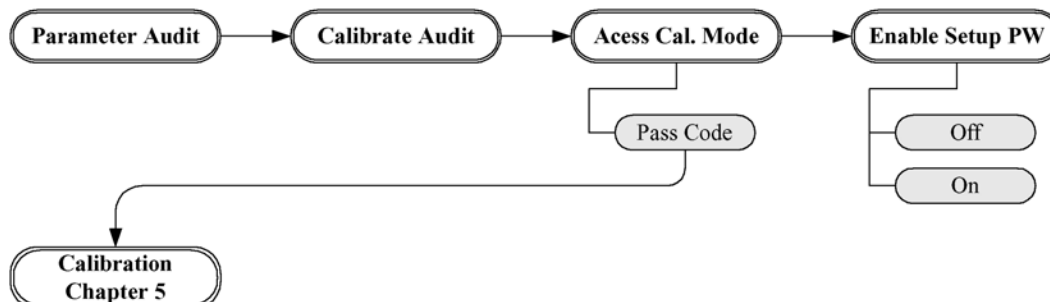 Parameter Audit
Calibrate Audit
Acess Cal. Mode
Enable Setup PW
Pass Code
Off
On
Calibration
Chapter 5